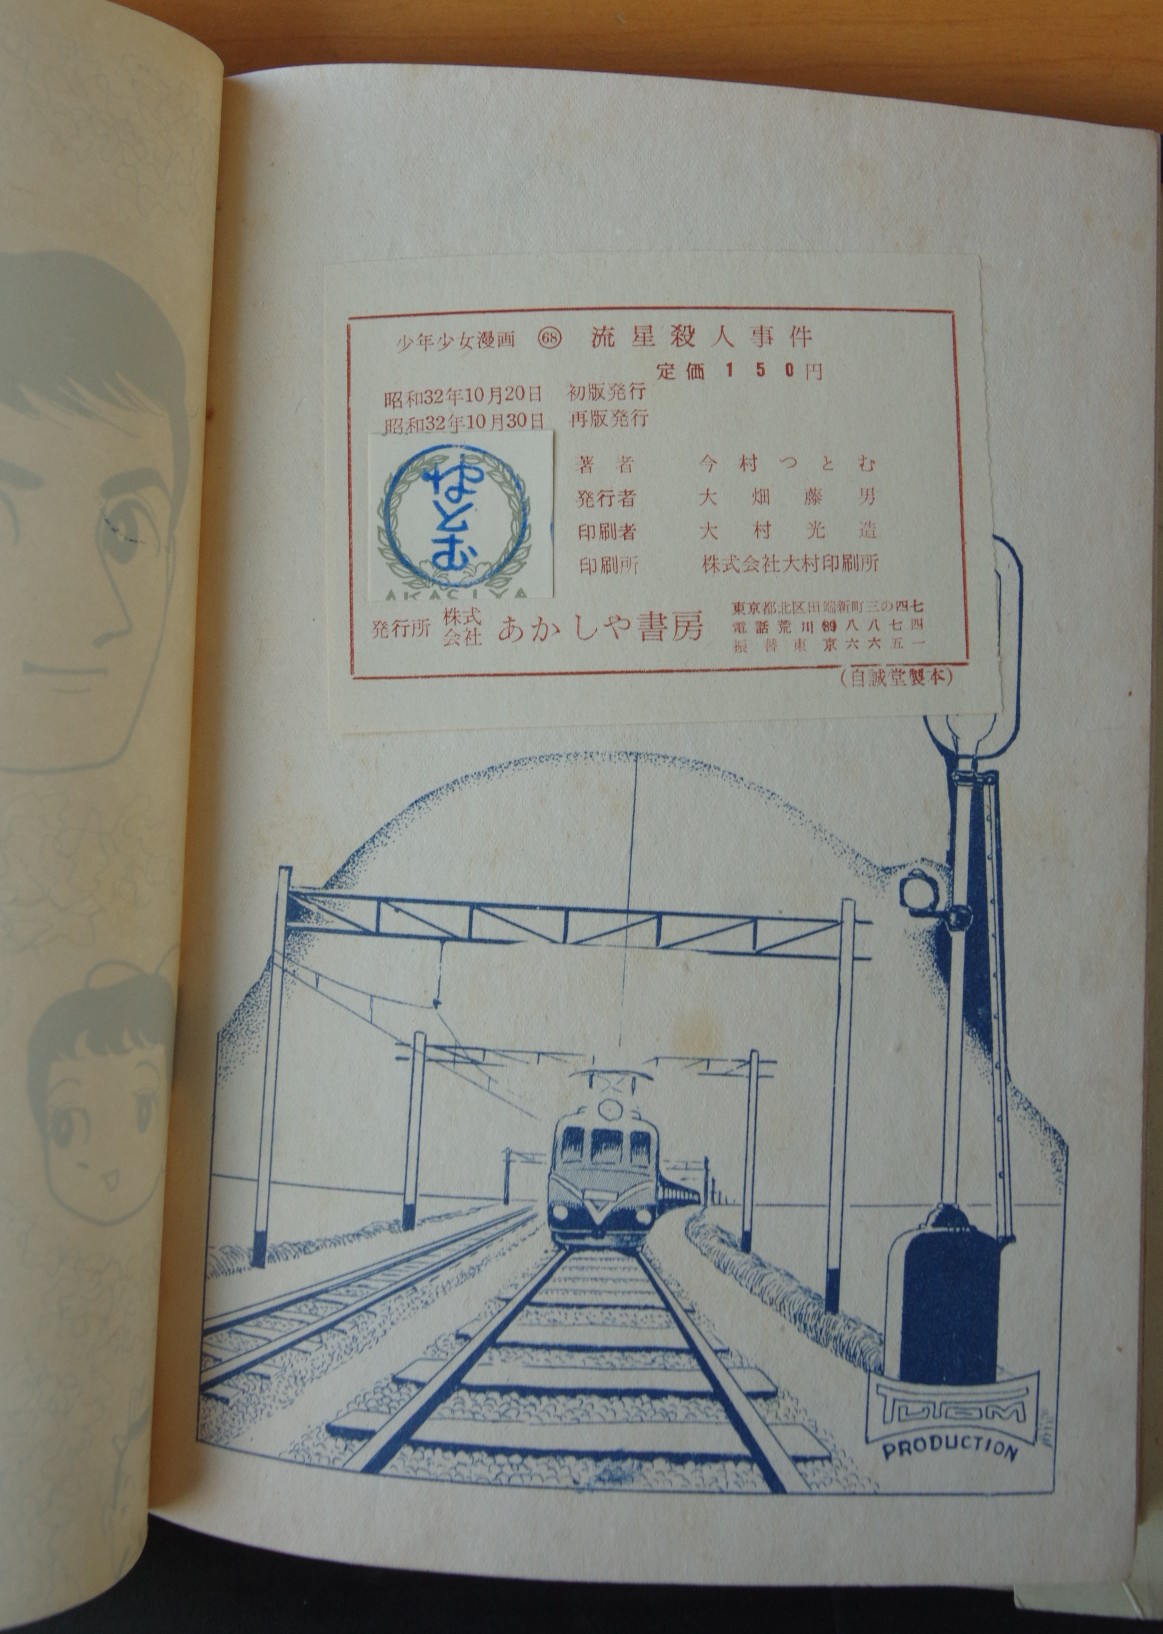 少年少女漫画 ㊽ 流星殺人事件
定価 150円
昭和32年10月20日 初版発行
昭和32年10月30日 再版発行
著者 今村つとむ
発行者 大畑藤男
印刷者 大村光造
印刷所 株式会社大村印刷所
AKASIYA
発行所 株式会社 あかしや書房
東京都北区田端新町三の四七
電話荒川(89)八八七四
振替東京六六五一
(自誠堂製本)
PRODUCTION